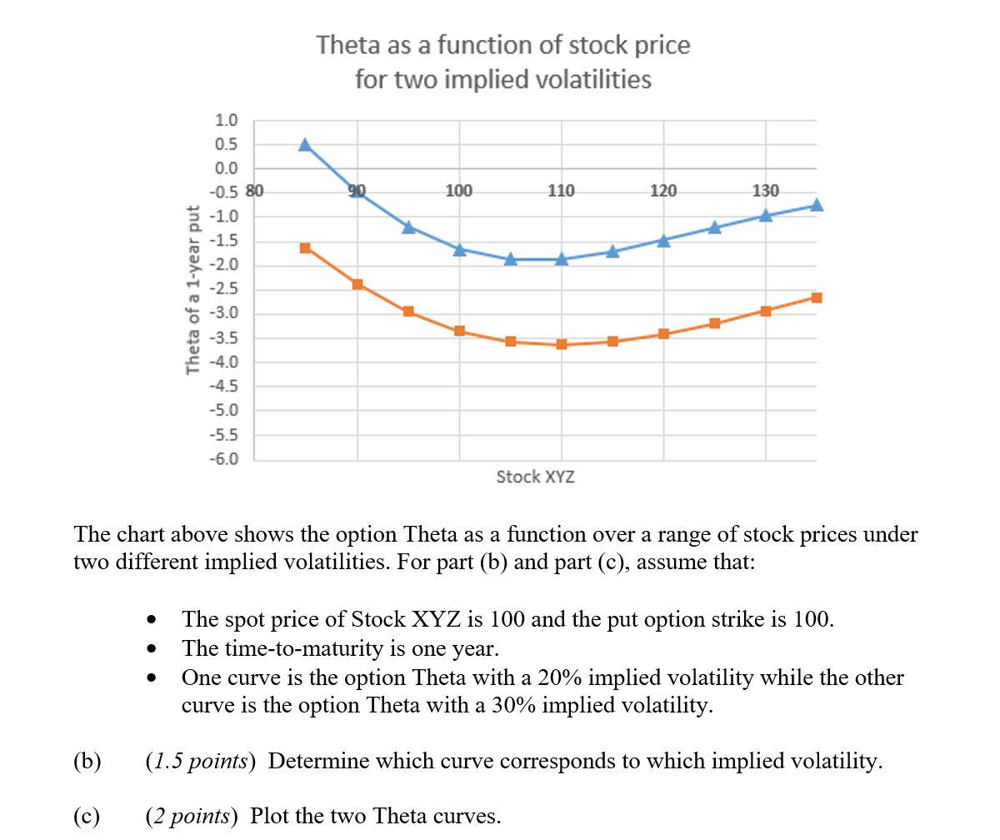 Theta as a function of stock price
for two implied volatilities
1.0
0.5
0.0
-0.5
-1.0
-1.5
-2.0
-2.5
-3.0
-3.5
-4.0
-4.5
-5.0
-5.5
-6.0
Theta of a 1-year put
80 90 100 110 120 130
Stock XYZ
The chart above shows the option Theta as a function over a range of stock prices under
two different implied volatilities. For part (b) and part (c), assume that:
• The spot price of Stock XYZ is 100 and the put option strike is 100.
• The time-to-maturity is one year.
• One curve is the option Theta with a 20% implied volatility while the other
curve is the option Theta with a 30% implied volatility.
(b) (1.5 points) Determine which curve corresponds to which implied volatility.
(c) (2 points) Plot the two Theta curves.